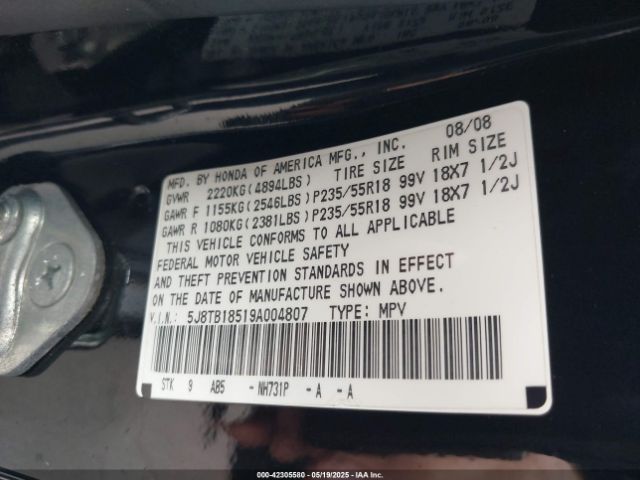 MFD. BY HONDA OF AMERICA MFG., INC. 08/08
GVWR 2220KG(4894LBS) TIRE SIZE RIM SIZE
GAWR F 1155KG(2546LBS)P235/55R18 99V 18X7 1/2J
GAWR R 1080KG(2381LBS)P235/55R18 99V 18X7 1/2J
THIS VEHICLE CONFORMS TO ALL APPLICABLE
FEDERAL MOTOR VEHICLE SAFETY
AND THEFT PREVENTION STANDARDS IN EFFECT
ON THE DATE OF MANUFACTURE SHOWN ABOVE.
V.I.N.: 5J8TB18519A004807 TYPE: MPV
STK 9 AB5 - NH731P - A - A
000-42305580 - 05/19/2025 - IAA Inc.